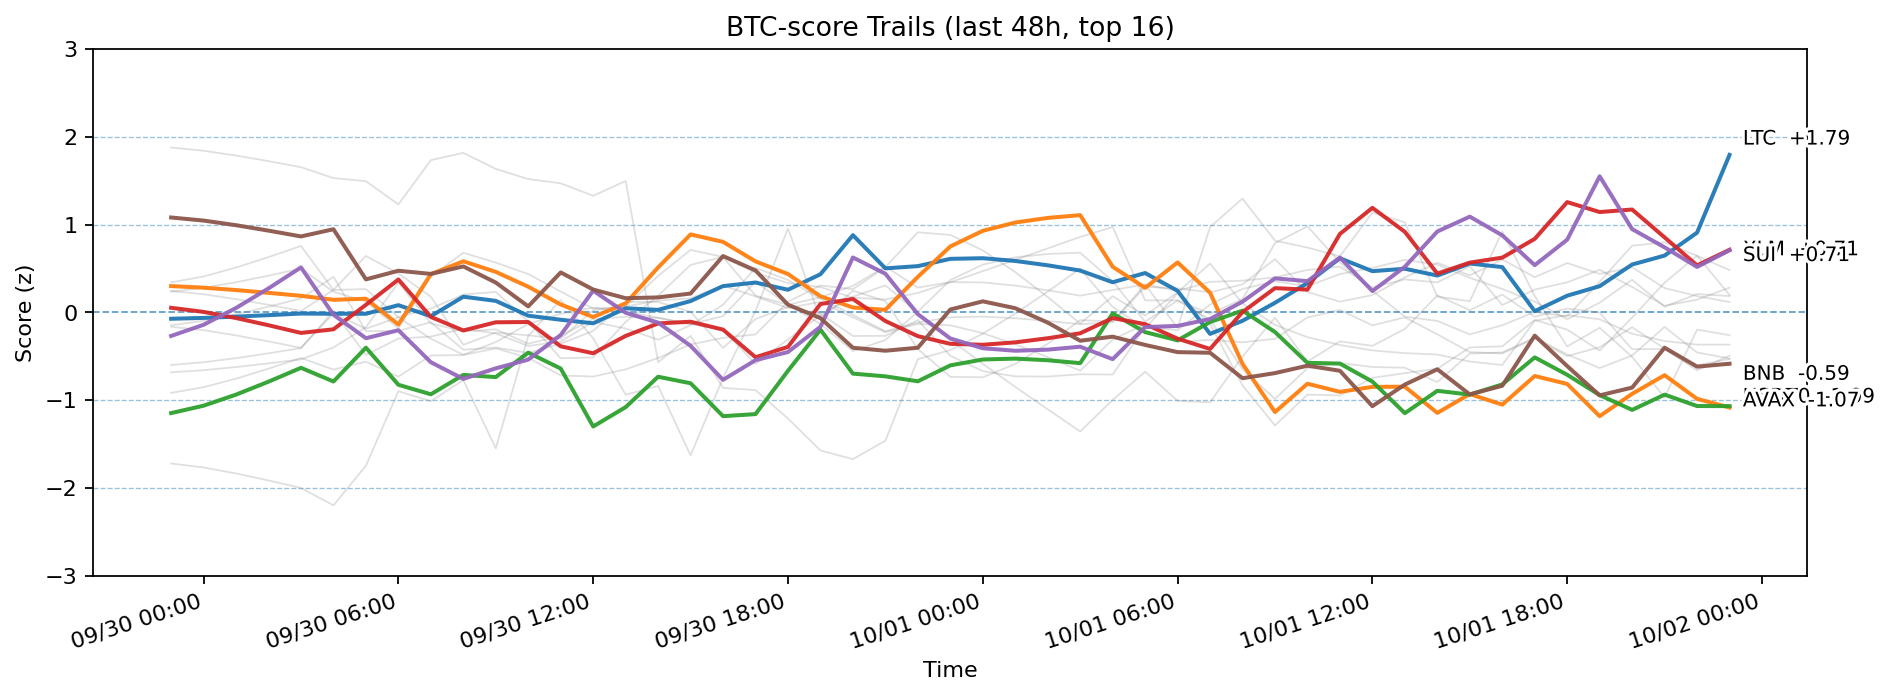 BTC-score Trails (last 48h, top 16)
Score (z)
3
2
1
0
−1
−2
−3
LTC +1.79
SUI +0.71
BNB -0.59
AVAX -1.07
09/30 00:00
09/30 06:00
09/30 12:00
09/30 18:00
10/01 00:00
10/01 06:00
10/01 12:00
10/01 18:00
10/02 00:00
Time